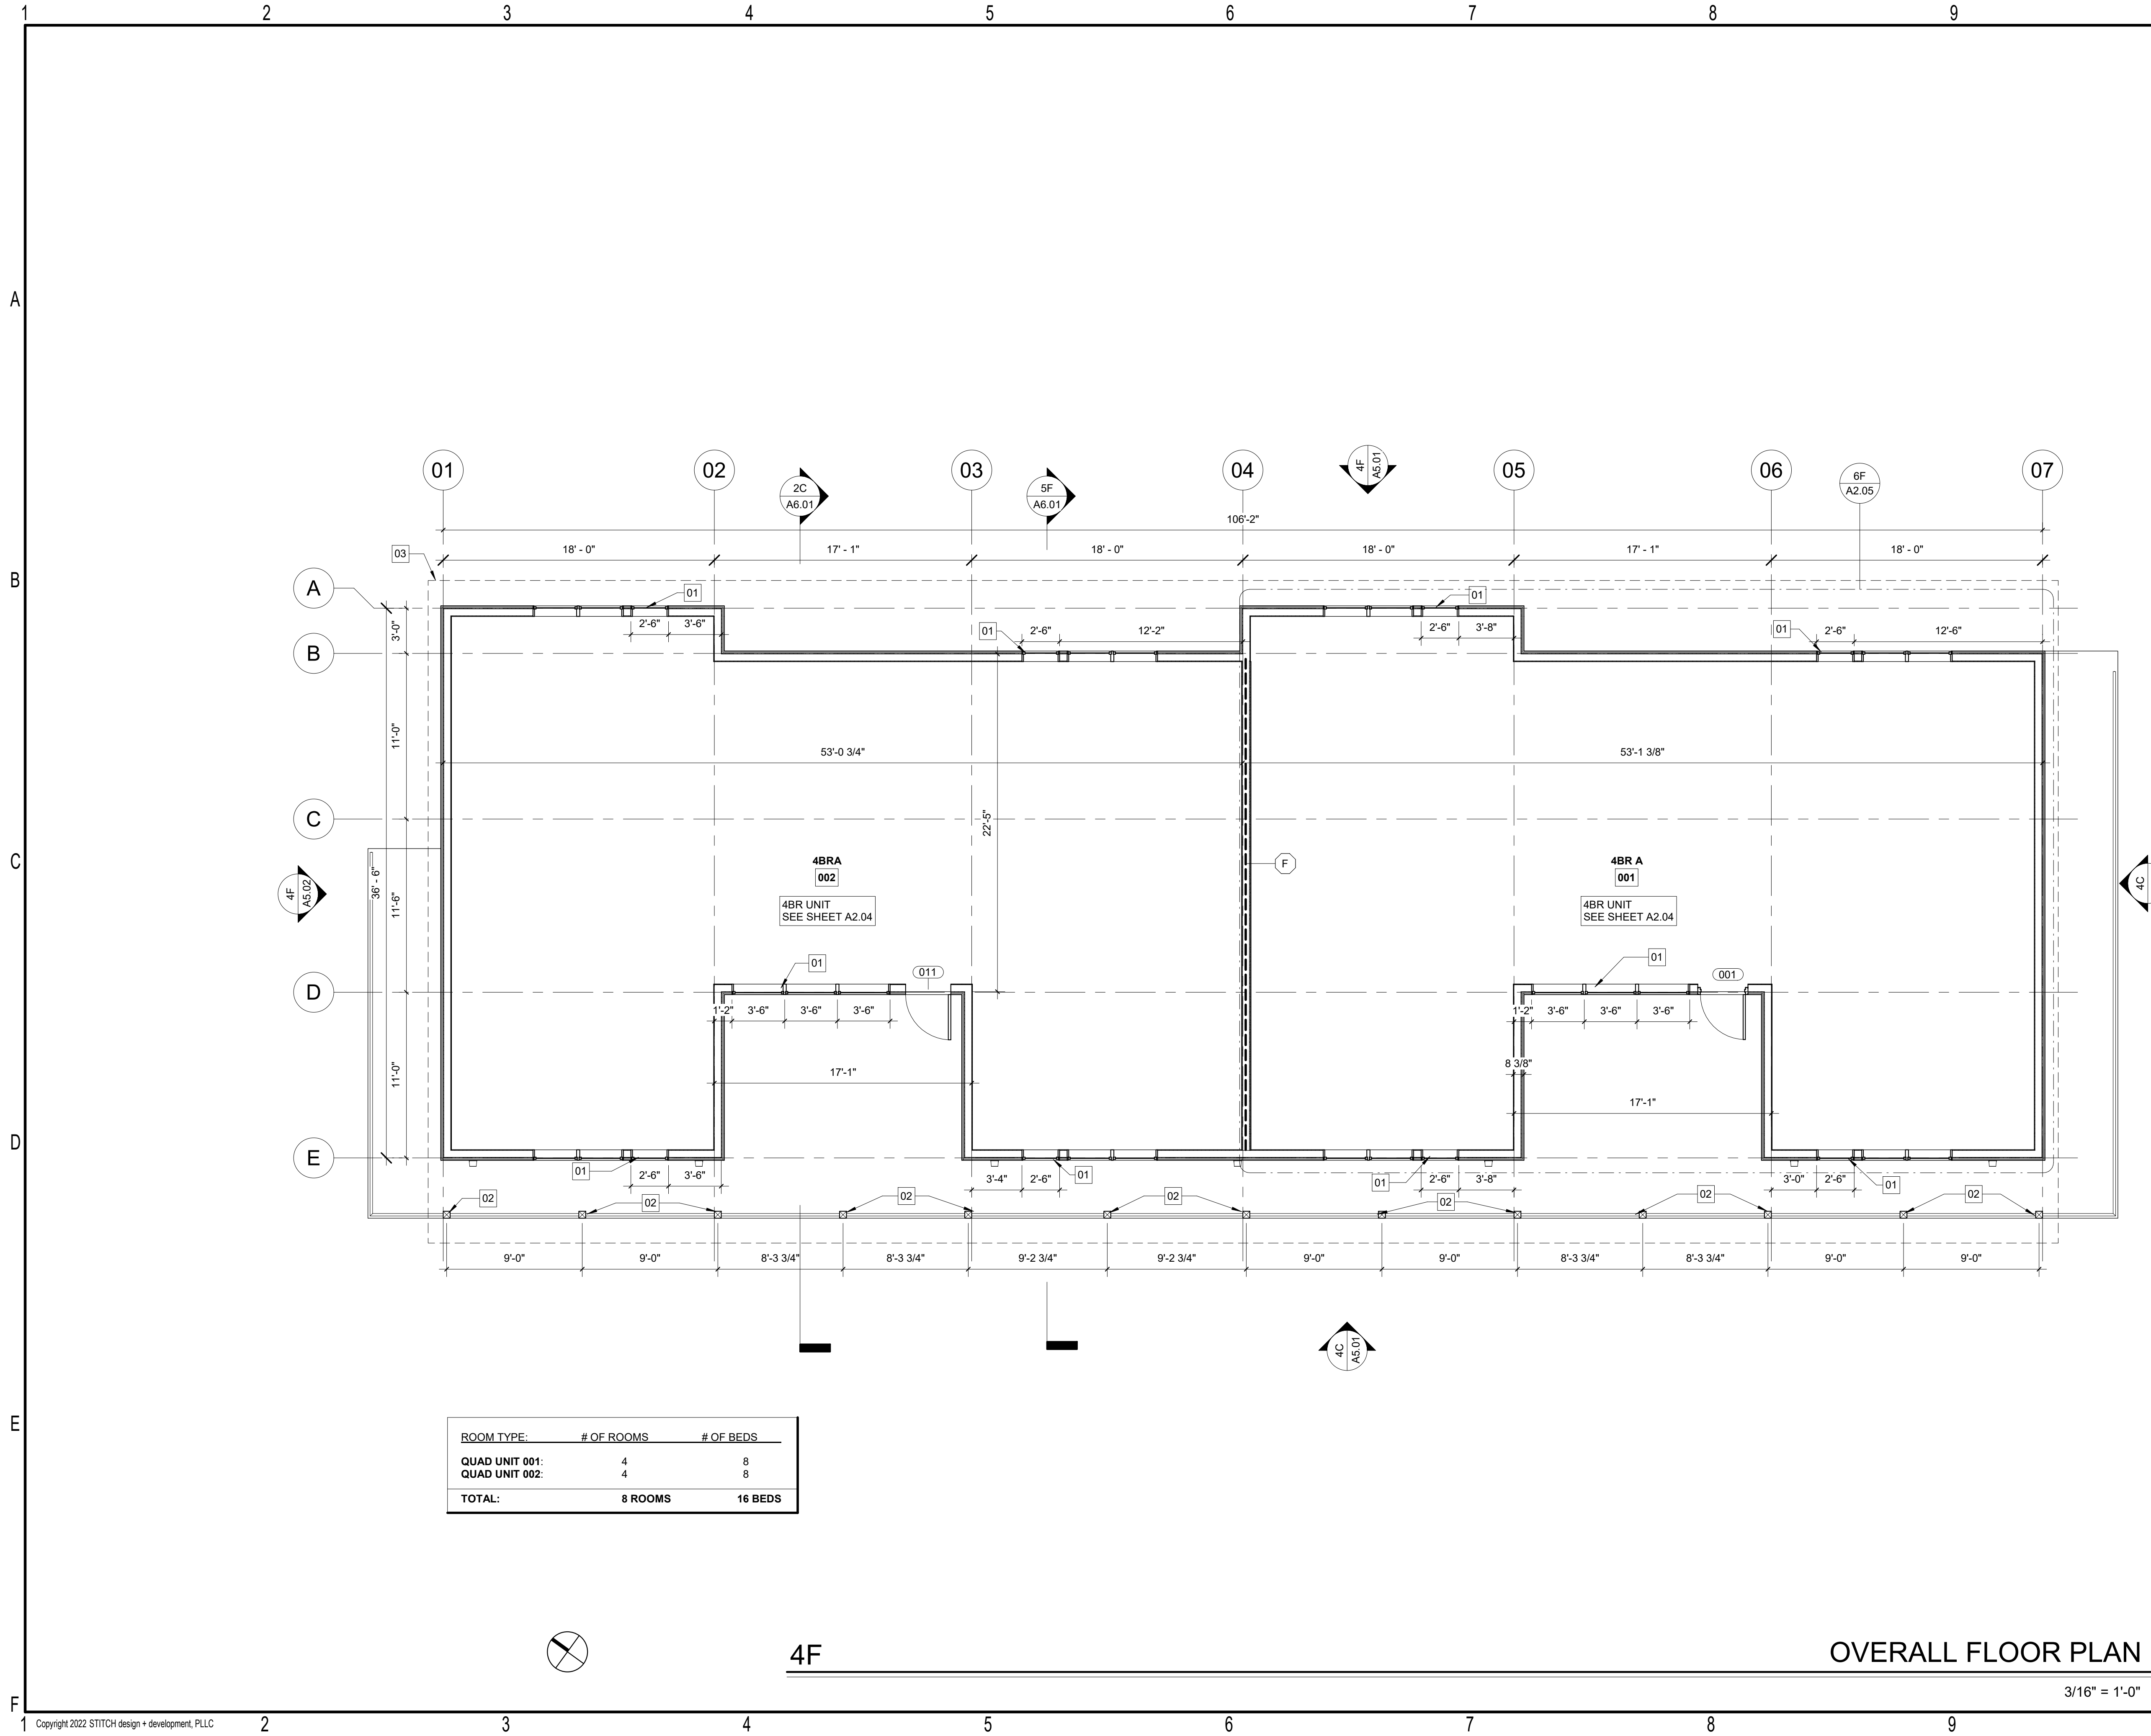 1 2 3 4 5 6 7 8 9
A
B
C
D
E
F
01 02 03 04 05 06 07
2C
A6.01
5F
A6.01
4F
A5.01
6F
A2.05
106'-2"
18' - 0" 17' - 1" 18' - 0" 18' - 0" 17' - 1" 18' - 0"
03
A
B
C
D
E
01
2'-6" 3'-6"
01
2'-6" 12'-2"
01
2'-6" 3'-8"
01
2'-6" 12'-6"
3'-0"
11'-0"
11'-6"
11'-0"
36' - 6"
53'-0 3/4" 53'-1 3/8"
22'-5"
4F
A5.02
4BRA
002
4BR UNIT
SEE SHEET A2.04
F
4BR A
001
4BR UNIT
SEE SHEET A2.04
4C
01
011
01
001
1'-2" 3'-6" 3'-6" 3'-6"
1'-2" 3'-6" 3'-6" 3'-6"
8 3/8"
17'-1"
17'-1"
01
2'-6" 3'-6"
3'-4" 2'-6"
01
01
2'-6" 3'-8"
3'-0" 2'-6"
01
02 02 02 02 02 02 02
9'-0" 9'-0" 8'-3 3/4" 8'-3 3/4" 9'-2 3/4" 9'-2 3/4" 9'-0" 9'-0" 8'-3 3/4" 8'-3 3/4" 9'-0" 9'-0"
4C
A5.01
ROOM TYPE: # OF ROOMS # OF BEDS
QUAD UNIT 001: 4 8
QUAD UNIT 002: 4 8
TOTAL: 8 ROOMS 16 BEDS
4F
OVERALL FLOOR PLAN
3/16" = 1'-0"
Copyright 2022 STITCH design + development, PLLC
1 2 3 4 5 6 7 8 9